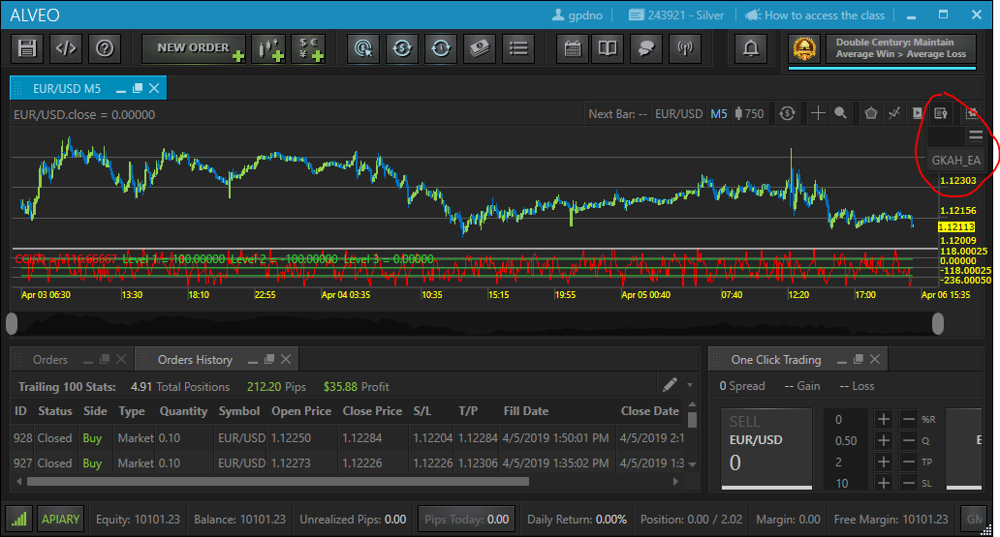 ALVEO
gpdno
243921 - Silver
How to access the class
NEW ORDER
Double Century: Maintain
Average Win > Average Loss
EUR/USD M5
EUR/USD.close = 0.00000
Next Bar: --
EUR/USD
M5
750
GKAH_EA
1.12303
1.12156
1.12113
1.12009
Level 1 = 100.00000 Level 2 = -100.00000 Level 3 = 0.00000
118.00025
0.00000
-118.00025
-236.00050
Apr 03 06:30
13:30
18:10
22:55
Apr 04 03:35
10:35
15:15
19:55
Apr 05 00:40
07:40
12:20
17:00
Apr 06 15:35
Orders
Orders History
One Click Trading
Trailing 100 Stats: 4.91 Total Positions 212.20 Pips $35.88 Profit
0 Spread -- Gain -- Loss
ID Status Side Type Quantity Symbol Open Price Close Price S/L T/P Fill Date Close Date
928 Closed Buy Market 0.10 EUR/USD 1.12250 1.12284 1.12204 1.12284 4/5/2019 1:50:01 PM 4/5/2019 2:1
927 Closed Buy Market 0.10 EUR/USD 1.12273 1.12226 1.12226 1.12306 4/5/2019 1:35:02 PM 4/5/2019 1:3
SELL
EUR/USD
0
0 + - %R
0.50 + - Q
2 + - TP
10 + - SL
E
APIARY
Equity: 10101.23
Balance: 10101.23
Unrealized Pips: 0.00
Pips Today: 0.00
Daily Return: 0.00%
Position: 0.00 / 2.02
Margin: 0.00
Free Margin: 10101.23
GM